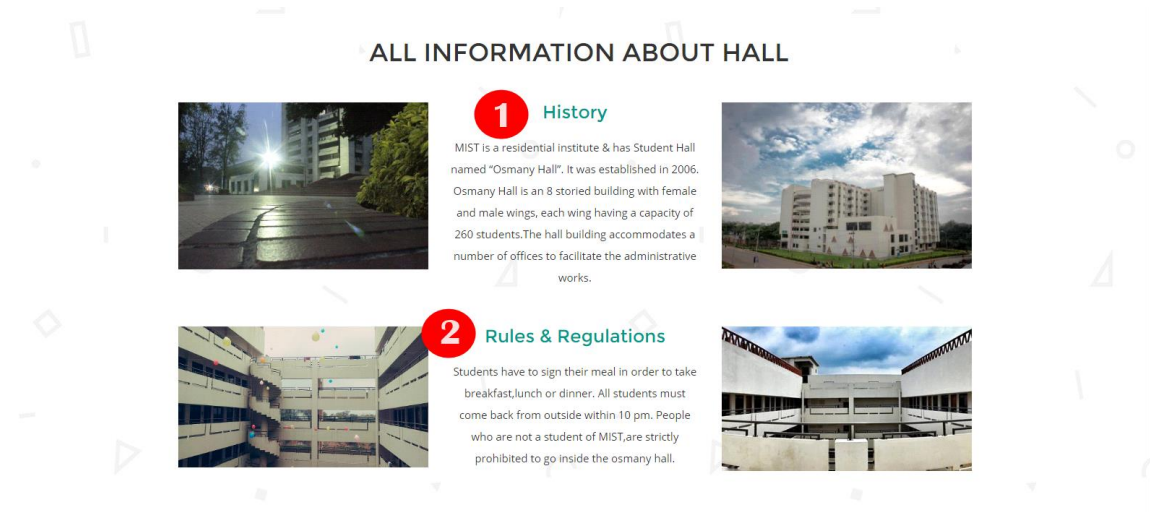 ALL INFORMATION ABOUT HALL
1
History
MIST is a residential institute & has Student Hall
named “Osmany Hall”. It was established in 2006.
Osmany Hall is an 8 storied building with female
and male wings, each wing having a capacity of
260 students.The hall building accommodates a
number of offices to facilitate the administrative
works.
2
Rules & Regulations
Students have to sign their meal in order to take
breakfast,lunch or dinner. All students must
come back from outside within 10 pm. People
who are not a student of MIST,are strictly
prohibited to go inside the osmany hall.